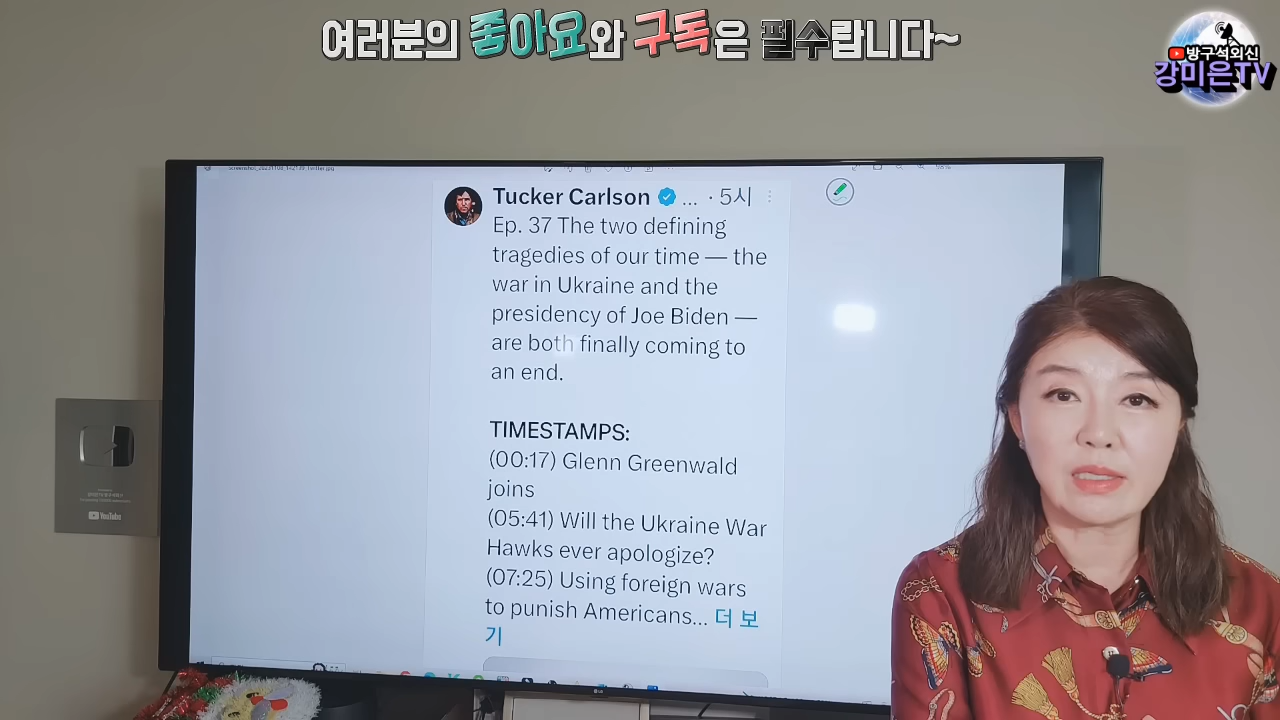 여러분의 좋아요와 구독은 필수랍니다~
방구석외신
강미은TV
Tucker Carlson ... · 5시
Ep. 37 The two defining
tragedies of our time — the
war in Ukraine and the
presidency of Joe Biden —
are both finally coming to
an end.
TIMESTAMPS:
(00:17) Glenn Greenwald
joins
(05:41) Will the Ukraine War
Hawks ever apologize?
(07:25) Using foreign wars
to punish Americans... 더 보
기
YouTube
LG